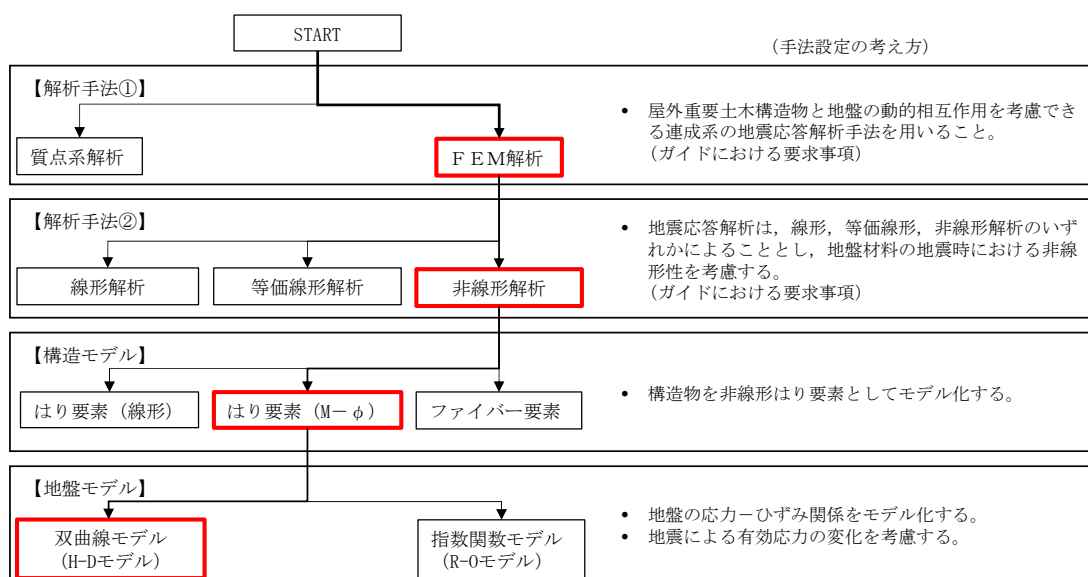 START
(手法設定の考え方)
【解析手法①】
質点系解析
ＦＥＭ解析
• 屋外重要土木構造物と地盤の動的相互作用を考慮でき
る連成系の地震応答解析手法を用いること。
(ガイドにおける要求事項)
【解析手法②】
線形解析
等価線形解析
非線形解析
• 地震応答解析は，線形，等価線形，非線形解析のいず
れかによることとし，地盤材料の地震時における非線
形性を考慮する。
(ガイドにおける要求事項)
【構造モデル】
はり要素 (線形)
はり要素 (M－φ)
ファイバー要素
• 構造物を非線形はり要素としてモデル化する。
【地盤モデル】
双曲線モデル
(H-Dモデル)
指数関数モデル
(R-Oモデル)
• 地盤の応力－ひずみ関係をモデル化する。
• 地震による有効応力の変化を考慮する。